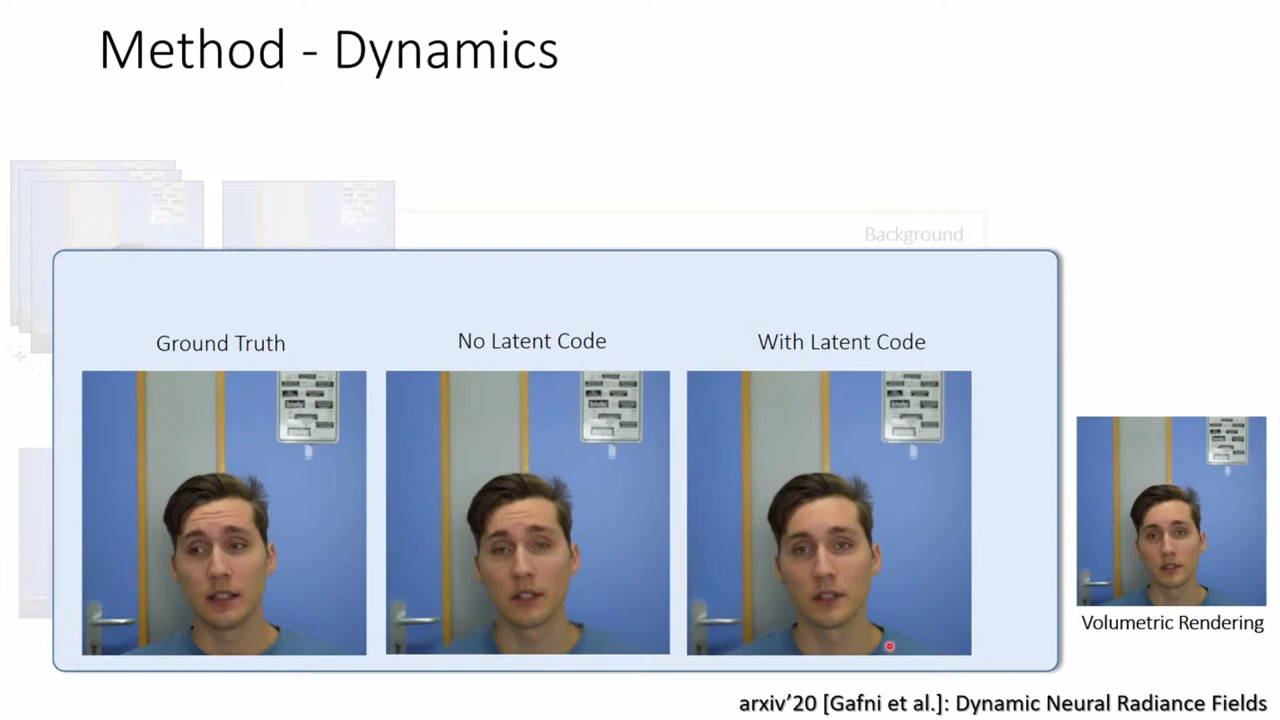 Method - Dynamics
Background
Ground Truth
No Latent Code
With Latent Code
Volumetric Rendering
arxiv'20 [Gafni et al.]: Dynamic Neural Radiance Fields